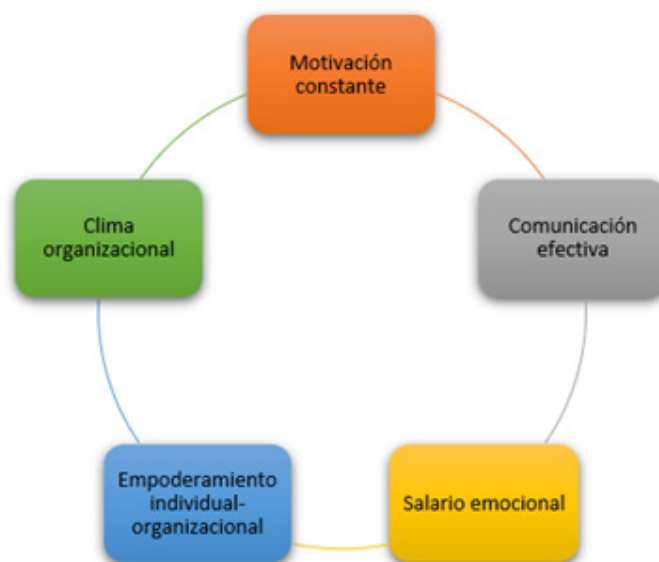 Motivación
constante
Comunicación
efectiva
Salario emocional
Empoderamiento
individual-
organizacional
Clima
organizacional